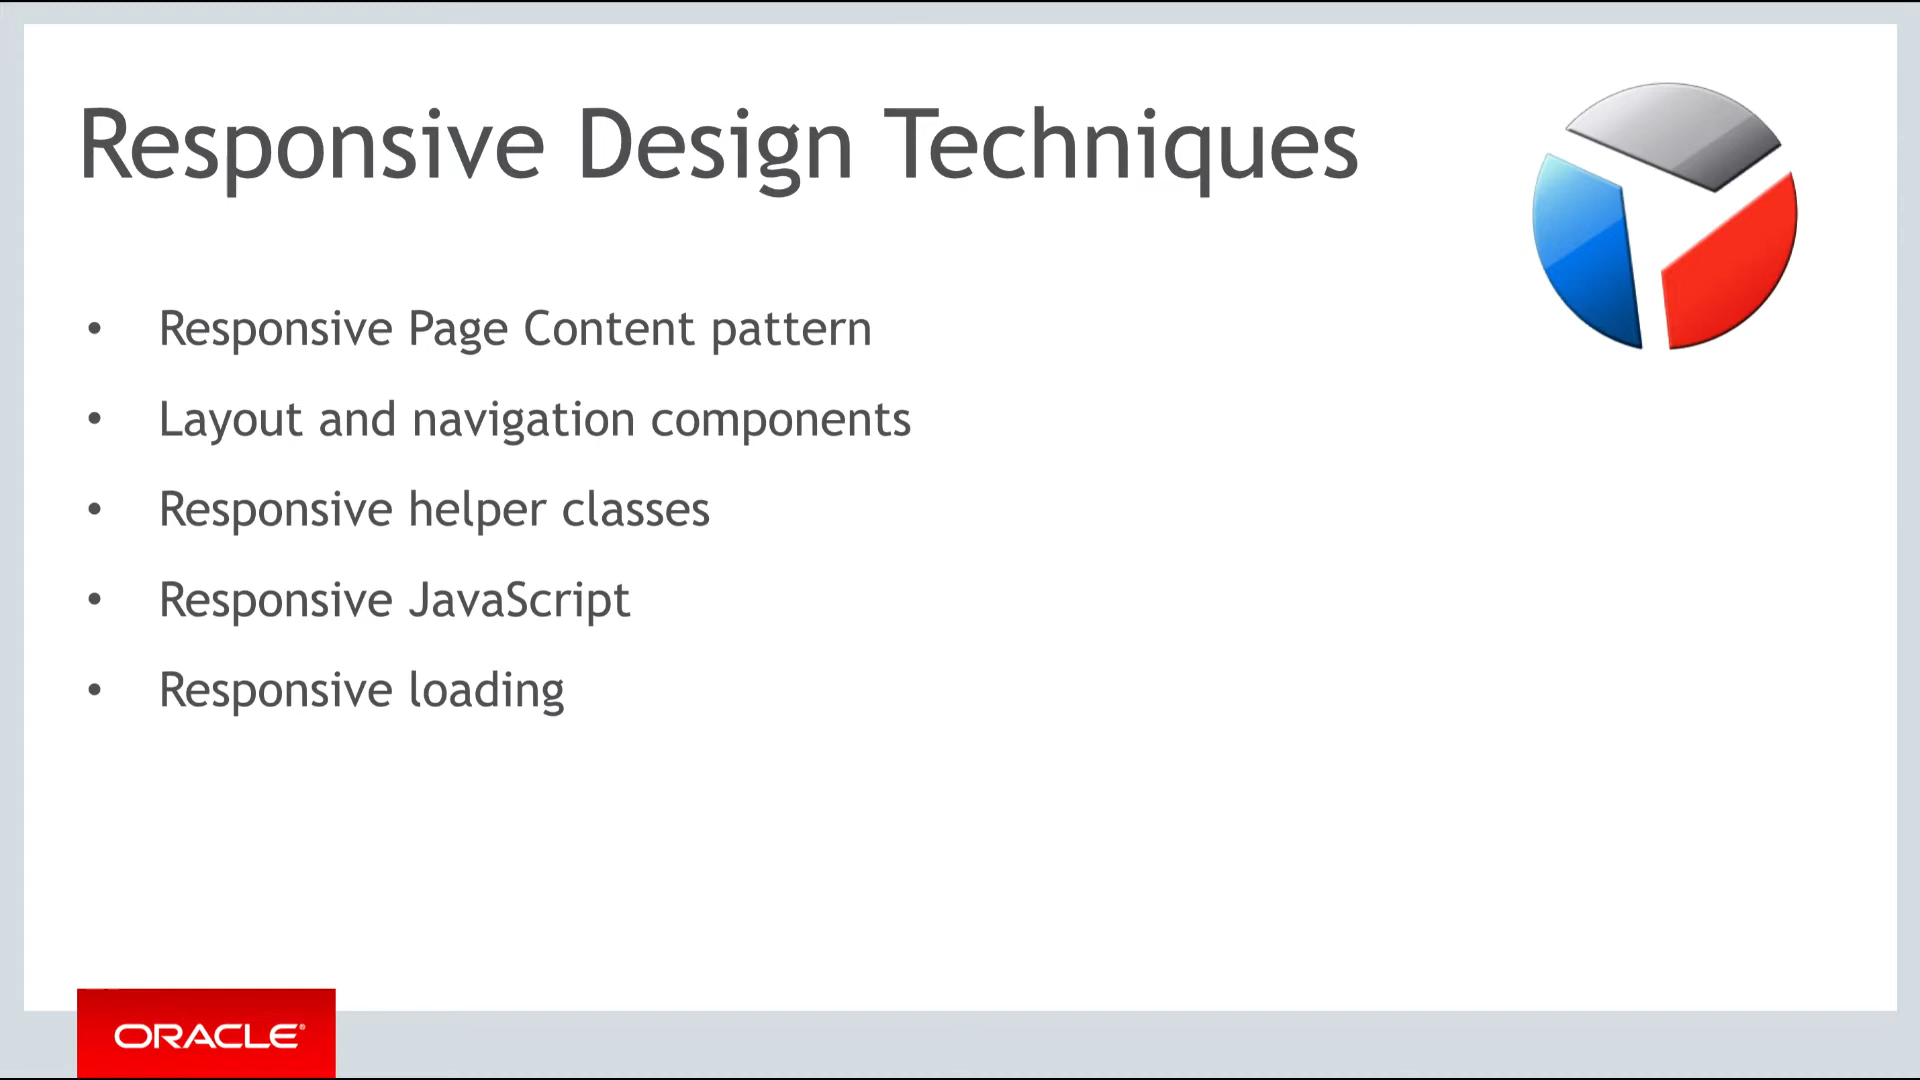 Responsive Design Techniques
• Responsive Page Content pattern
• Layout and navigation components
• Responsive helper classes
• Responsive JavaScript
• Responsive loading
ORACLE®